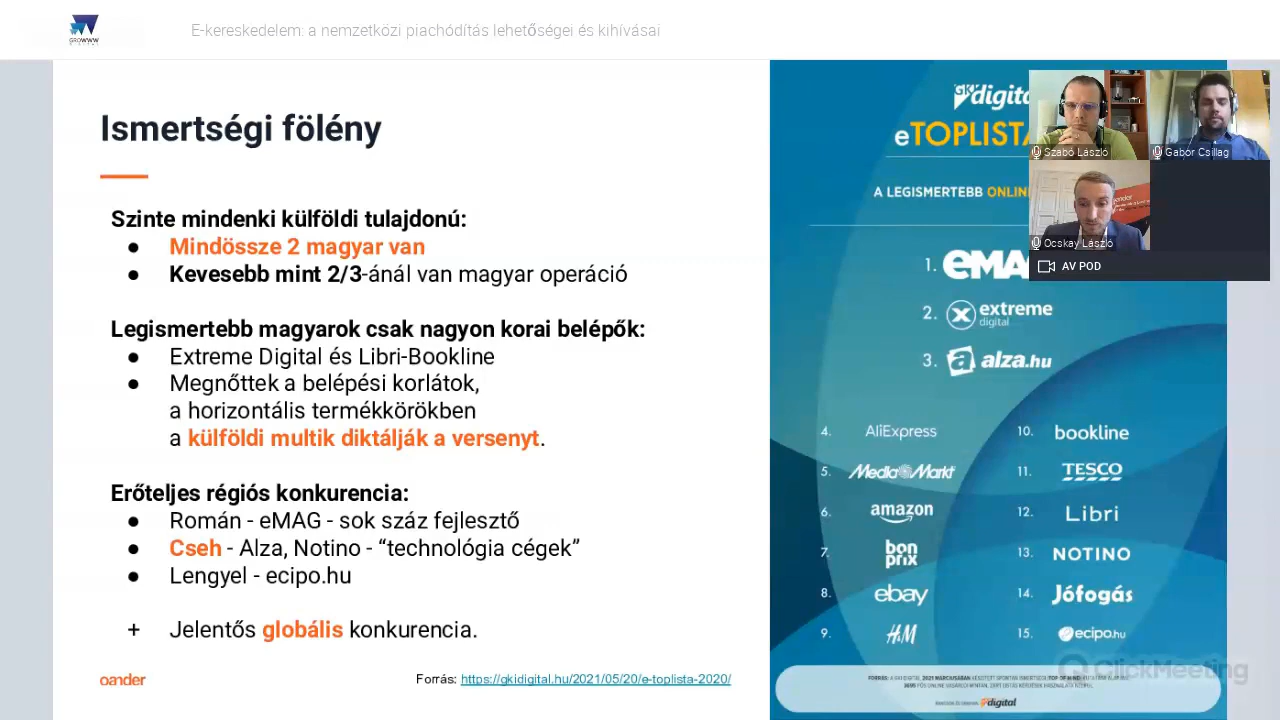 GROWWW
DIGITAL
E-kereskedelem: a nemzetközi piachódítás lehetőségei és kihívásai
Ismertségi fölény
Szinte mindenki külföldi tulajdonú:
● Mindössze 2 magyar van
● Kevesebb mint 2/3-ánál van magyar operáció
Legismertebb magyarok csak nagyon korai belépők:
● Extreme Digital és Libri-Bookline
● Megnőttek a belépési korlátok,
a horizontális termékkörökben
a külföldi multik diktálják a versenyt.
Erőteljes régiós konkurencia:
● Román - eMAG - sok száz fejlesztő
● Cseh - Alza, Notino - “technológia cégek”
● Lengyel - ecipo.hu
+ Jelentős globális konkurencia.
oander
Forrás: https://gkidigital.hu/2021/05/20/e-toplista-2020/
GKI digital
eTOPLISTA
A LEGISMERTEBB
1. eMA
2. extreme digital
3. alza.hu
4. AliExpress
5. MediaMarkt
6. amazon
7. bonprix
8. ebay
9. H&M
10. bookline
11. TESCO
12. Libri
13. NOTINO
14. Jófogás
15. ecipo.hu
digital
Szabó László
Gabor Csillag
Ocskay László
AV POD
ClickMeeting